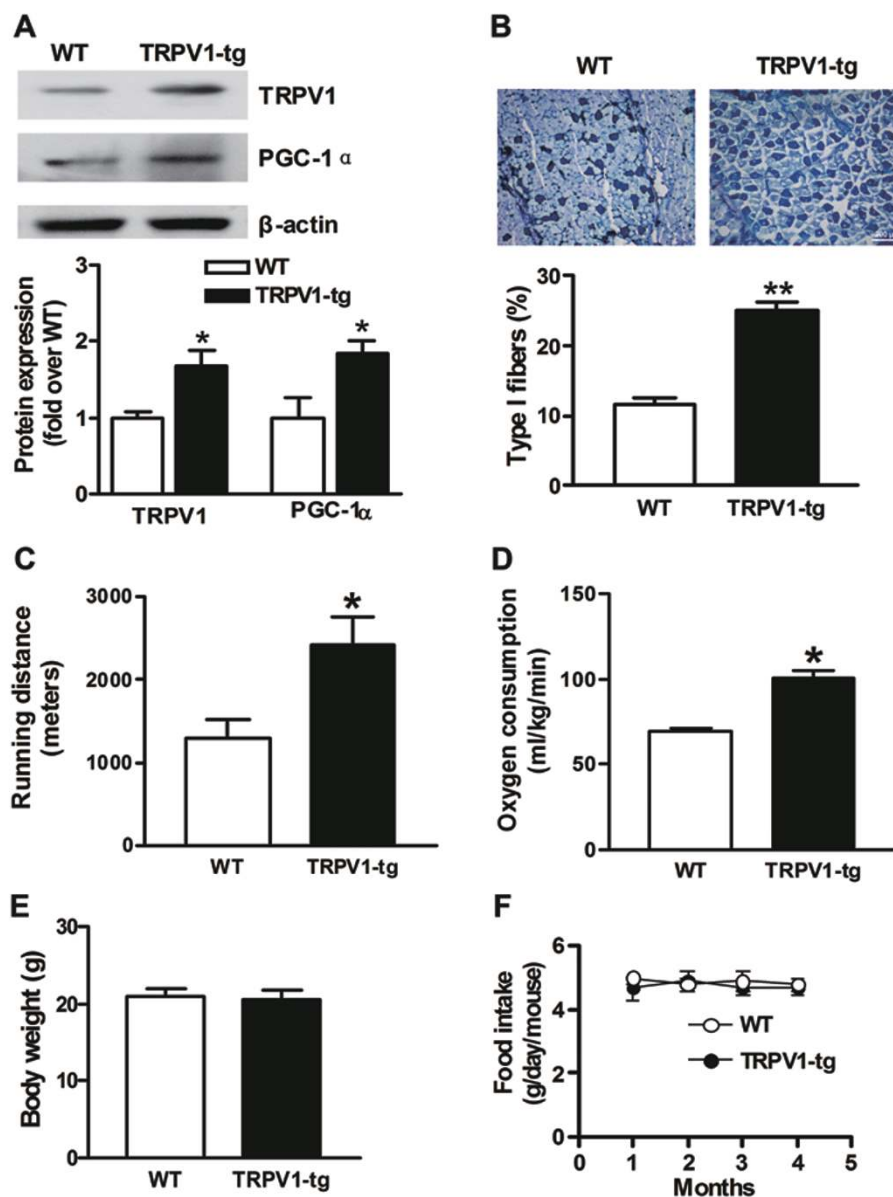 A
WT TRPV1-tg
TRPV1
PGC-1 α
β-actin
WT
TRPV1-tg
Protein expression
(fold over WT)
3
2
1
0
* *
TRPV1 PGC-1α
B
WT TRPV1-tg
Type I fibers (%)
30
20
10
0
**
WT TRPV1-tg
C
Running distance
(meters)
3000
2000
1000
0
*
WT TRPV1-tg
D
Oxygen consumption
(ml/kg/min)
150
100
50
0
*
WT TRPV1-tg
E
Body weight (g)
30
20
10
0
WT TRPV1-tg
F
Food intake
(g/day/mouse)
6
4
2
0
WT
TRPV1-tg
0 1 2 3 4 5
Months